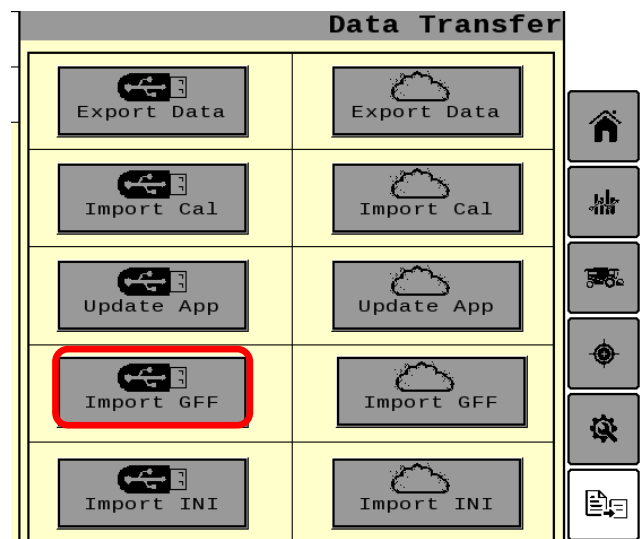 Data Transfer
Export Data Export Data
Import Cal Import Cal
Update App Update App
Import GFF Import GFF
Import INI Import INI